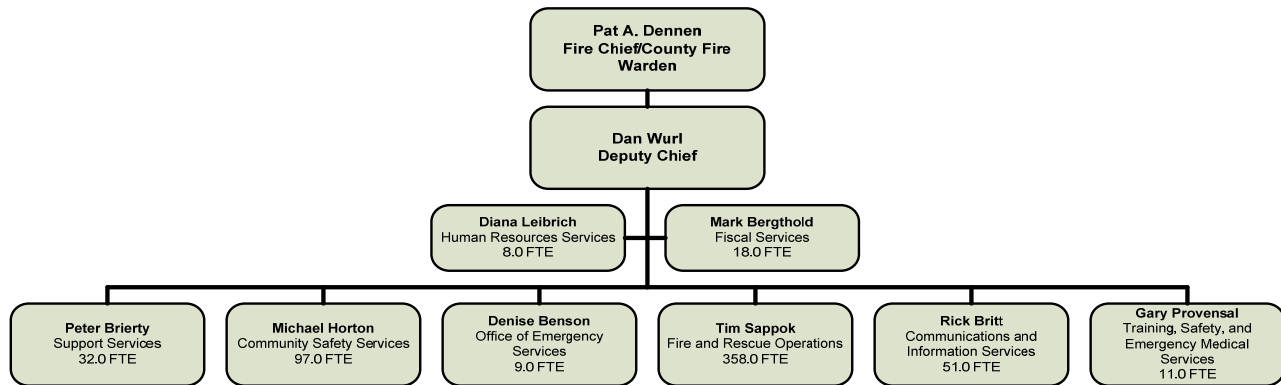 Pat A. Dennen
Fire Chief/County Fire
Warden
Dan Wurl
Deputy Chief
Diana Leibrich
Human Resources Services
8.0 FTE
Mark Bergthold
Fiscal Services
18.0 FTE
Peter Brierty
Support Services
32.0 FTE
Michael Horton
Community Safety Services
97.0 FTE
Denise Benson
Office of Emergency
Services
9.0 FTE
Tim Sappok
Fire and Rescue Operations
358.0 FTE
Rick Britt
Communications and
Information Services
51.0 FTE
Gary Provensal
Training, Safety, and
Emergency Medical
Services
11.0 FTE